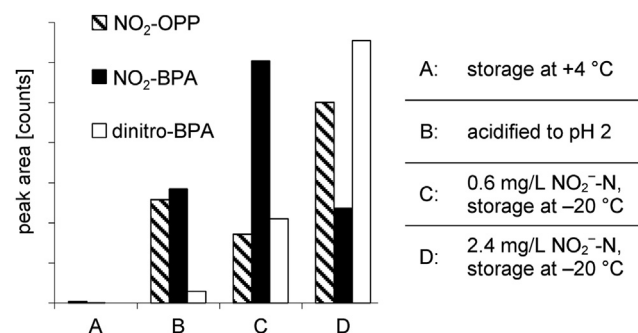 NO₂-OPP
NO₂-BPA
dinitro-BPA
peak area [counts]
A
B
C
D
A: storage at +4 °C
B: acidified to pH 2
C: 0.6 mg/L NO₂⁻-N,
storage at –20 °C
D: 2.4 mg/L NO₂⁻-N,
storage at –20 °C